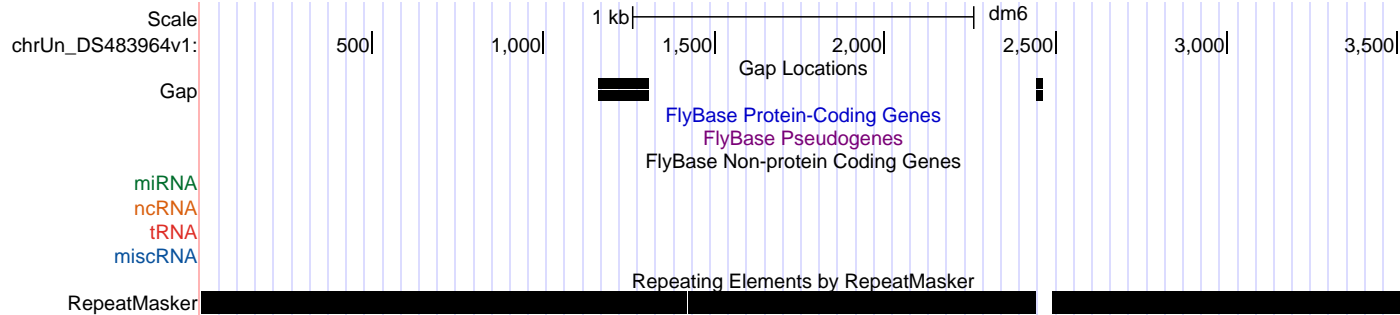 Scale 1 kb dm6
chrUn_DS483964v1: 500 1,000 1,500 2,000 2,500 3,000 3,500
Gap Locations
Gap
FlyBase Protein-Coding Genes
FlyBase Pseudogenes
FlyBase Non-protein Coding Genes
miRNA
ncRNA
tRNA
miscRNA
Repeating Elements by RepeatMasker
RepeatMasker